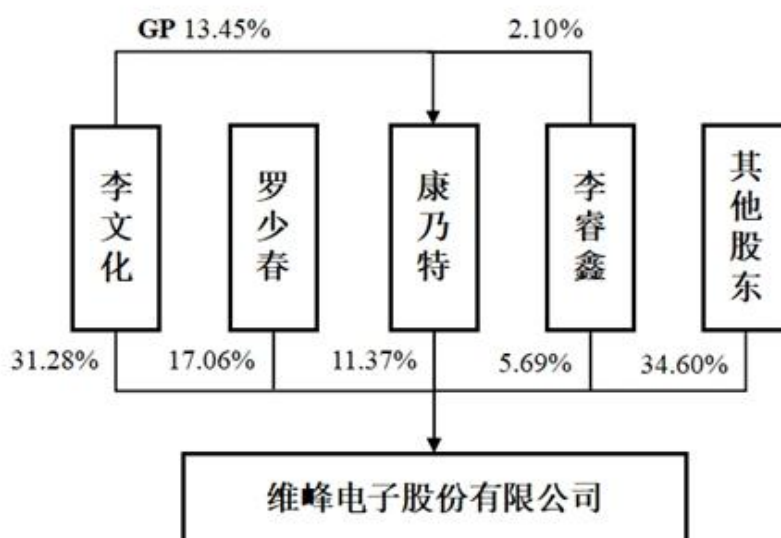 GP 13.45%
2.10%
李文化
罗少春
康乃特
李睿鑫
其他股东
31.28%
17.06%
11.37%
5.69%
34.60%
维峰电子股份有限公司